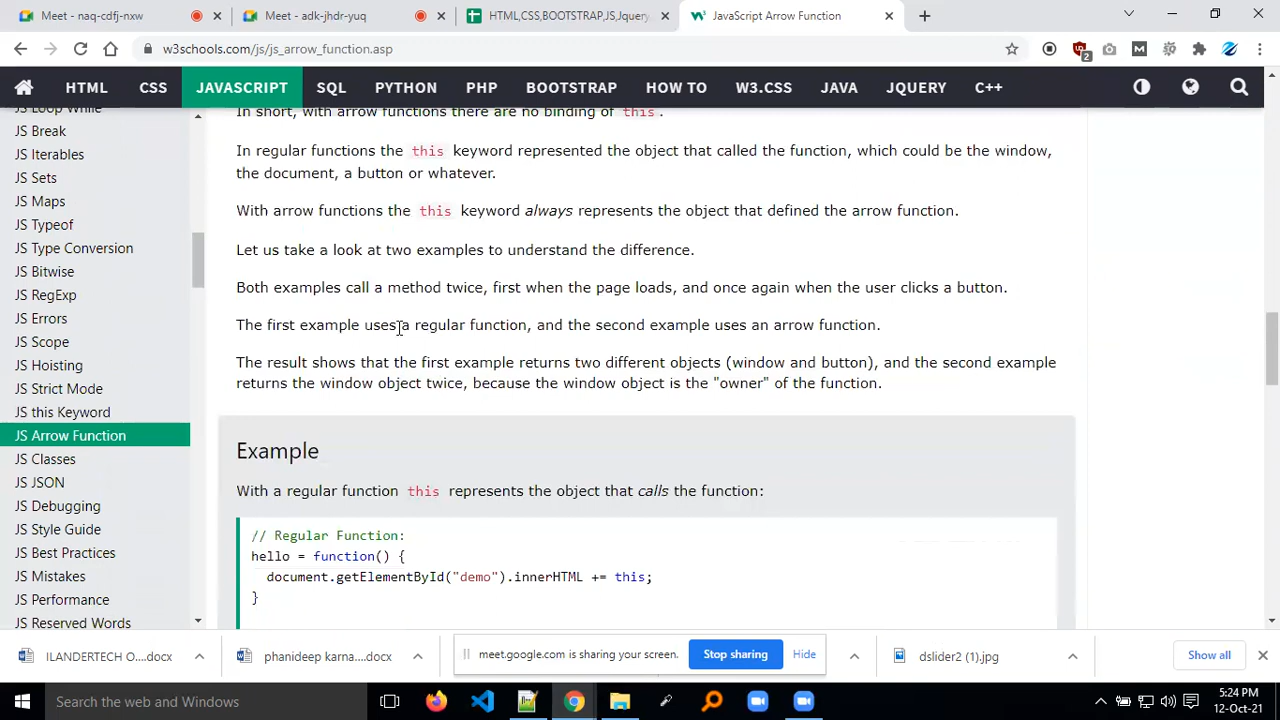 Meet - naq-cdfj-nxw
Meet - adk-jhdr-yuq
HTML,CSS,BOOTSTRAP,JS,Jquery
JavaScript Arrow Function
w3schools.com/js/js_arrow_function.asp
2
HTML CSS JAVASCRIPT SQL PYTHON PHP BOOTSTRAP HOW TO W3.CSS JAVA JQUERY C++
JS Loop While
JS Break
JS Iterables
JS Sets
JS Maps
JS Typeof
JS Type Conversion
JS Bitwise
JS RegExp
JS Errors
JS Scope
JS Hoisting
JS Strict Mode
JS this Keyword
JS Arrow Function
JS Classes
JS JSON
JS Debugging
JS Style Guide
JS Best Practices
JS Mistakes
JS Performance
JS Reserved Words
In short, with arrow functions there are no binding of this.
In regular functions the this keyword represented the object that called the function, which could be the window,
the document, a button or whatever.
With arrow functions the this keyword always represents the object that defined the arrow function.
Let us take a look at two examples to understand the difference.
Both examples call a method twice, first when the page loads, and once again when the user clicks a button.
The first example uses a regular function, and the second example uses an arrow function.
The result shows that the first example returns two different objects (window and button), and the second example
returns the window object twice, because the window object is the "owner" of the function.
Example
With a regular function this represents the object that calls the function:
// Regular Function:
hello = function() {
document.getElementById("demo").innerHTML += this;
}
ILANDERTECH O....docx
phanideep karna....docx
meet.google.com is sharing your screen.
Stop sharing
Hide
dslider2 (1).jpg
Show all
Search the web and Windows
5:24 PM
12-Oct-21